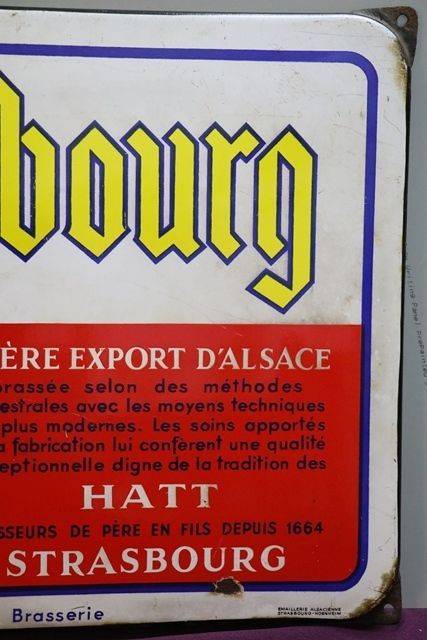 bourg
ÈRE EXPORT D'ALSACE
brassée selon des méthodes
estrales avec les moyens techniques
plus modernes. Les soins apportés
a fabrication lui confèrent une qualité
ceptionnelle digne de la tradition des
HATT
SSEURS DE PÈRE EN FILS DEPUIS 1664
STRASBOURG
Brasserie
EMAILLERIE ALSACIENNE
STRASBOURG-HOENHEIM